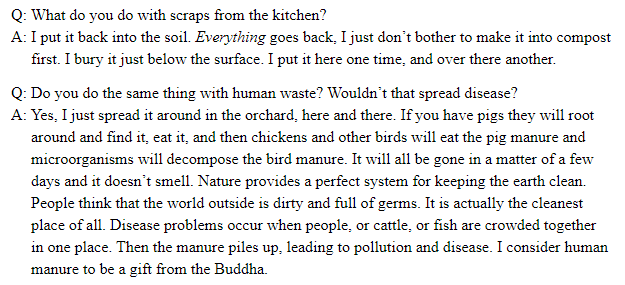 Q: What do you do with scraps from the kitchen?
A: I put it back into the soil. Everything goes back, I just don't bother to make it into compost
first. I bury it just below the surface. I put it here one time, and over there another.
Q: Do you do the same thing with human waste? Wouldn't that spread disease?
A: Yes, I just spread it around in the orchard, here and there. If you have pigs they will root
around and find it, eat it, and then chickens and other birds will eat the pig manure and
microorganisms will decompose the bird manure. It will all be gone in a matter of a few
days and it doesn't smell. Nature provides a perfect system for keeping the earth clean.
People think that the world outside is dirty and full of germs. It is actually the cleanest
place of all. Disease problems occur when people, or cattle, or fish are crowded together
in one place. Then the manure piles up, leading to pollution and disease. I consider human
manure to be a gift from the Buddha.